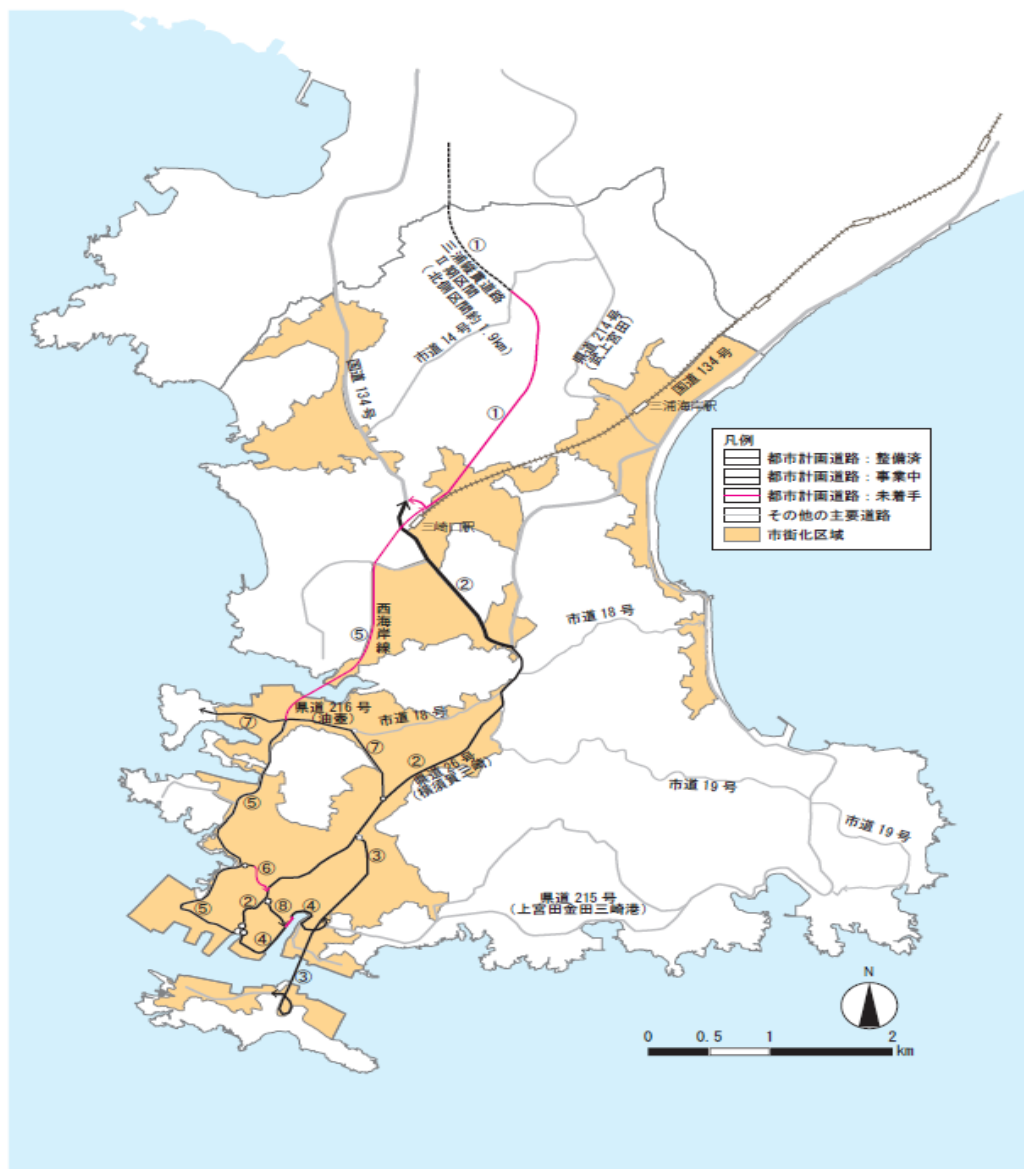 ①
三浦縦貫道路
Ⅱ期区間
(北側区間約1.9km)
市道14号
県道214号
(武上宮田)
国道134号
国道134号
三浦海岸駅
①
凡例
都市計画道路:整備済
都市計画道路:事業中
都市計画道路:未着手
その他の主要道路
市街化区域
三崎口駅
②
西海岸線
⑤
市道18号
県道216号
(油壷)
市道18号
⑦
⑦
②
県道26号
(横須賀三崎)
市道19号
市道19号
⑤
③
⑥
⑤
②
⑧
④
④
県道215号
(上宮田金田三崎港)
③
N
0
0.5
1
2
km